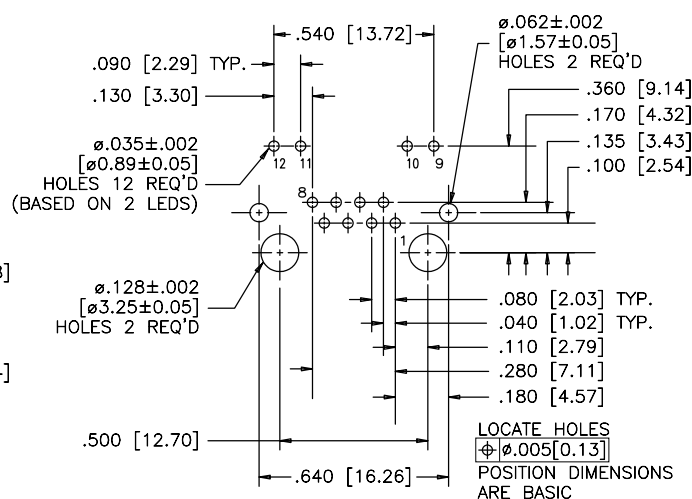 .540 [13.72]
ø.062±.002
[ø1.57±0.05]
HOLES 2 REQ'D
.090 [2.29] TYP.
.130 [3.30]
.360 [9.14]
.170 [4.32]
.135 [3.43]
.100 [2.54]
ø.035±.002
[ø0.89±0.05]
HOLES 12 REQ'D
(BASED ON 2 LEDS)
12 11 10 9
8
1
ø.128±.002
[ø3.25±0.05]
HOLES 2 REQ'D
.080 [2.03] TYP.
.040 [1.02] TYP.
.110 [2.79]
.280 [7.11]
.180 [4.57]
.500 [12.70]
.640 [16.26]
LOCATE HOLES
⌖ ø.005[0.13]
POSITION DIMENSIONS
ARE BASIC